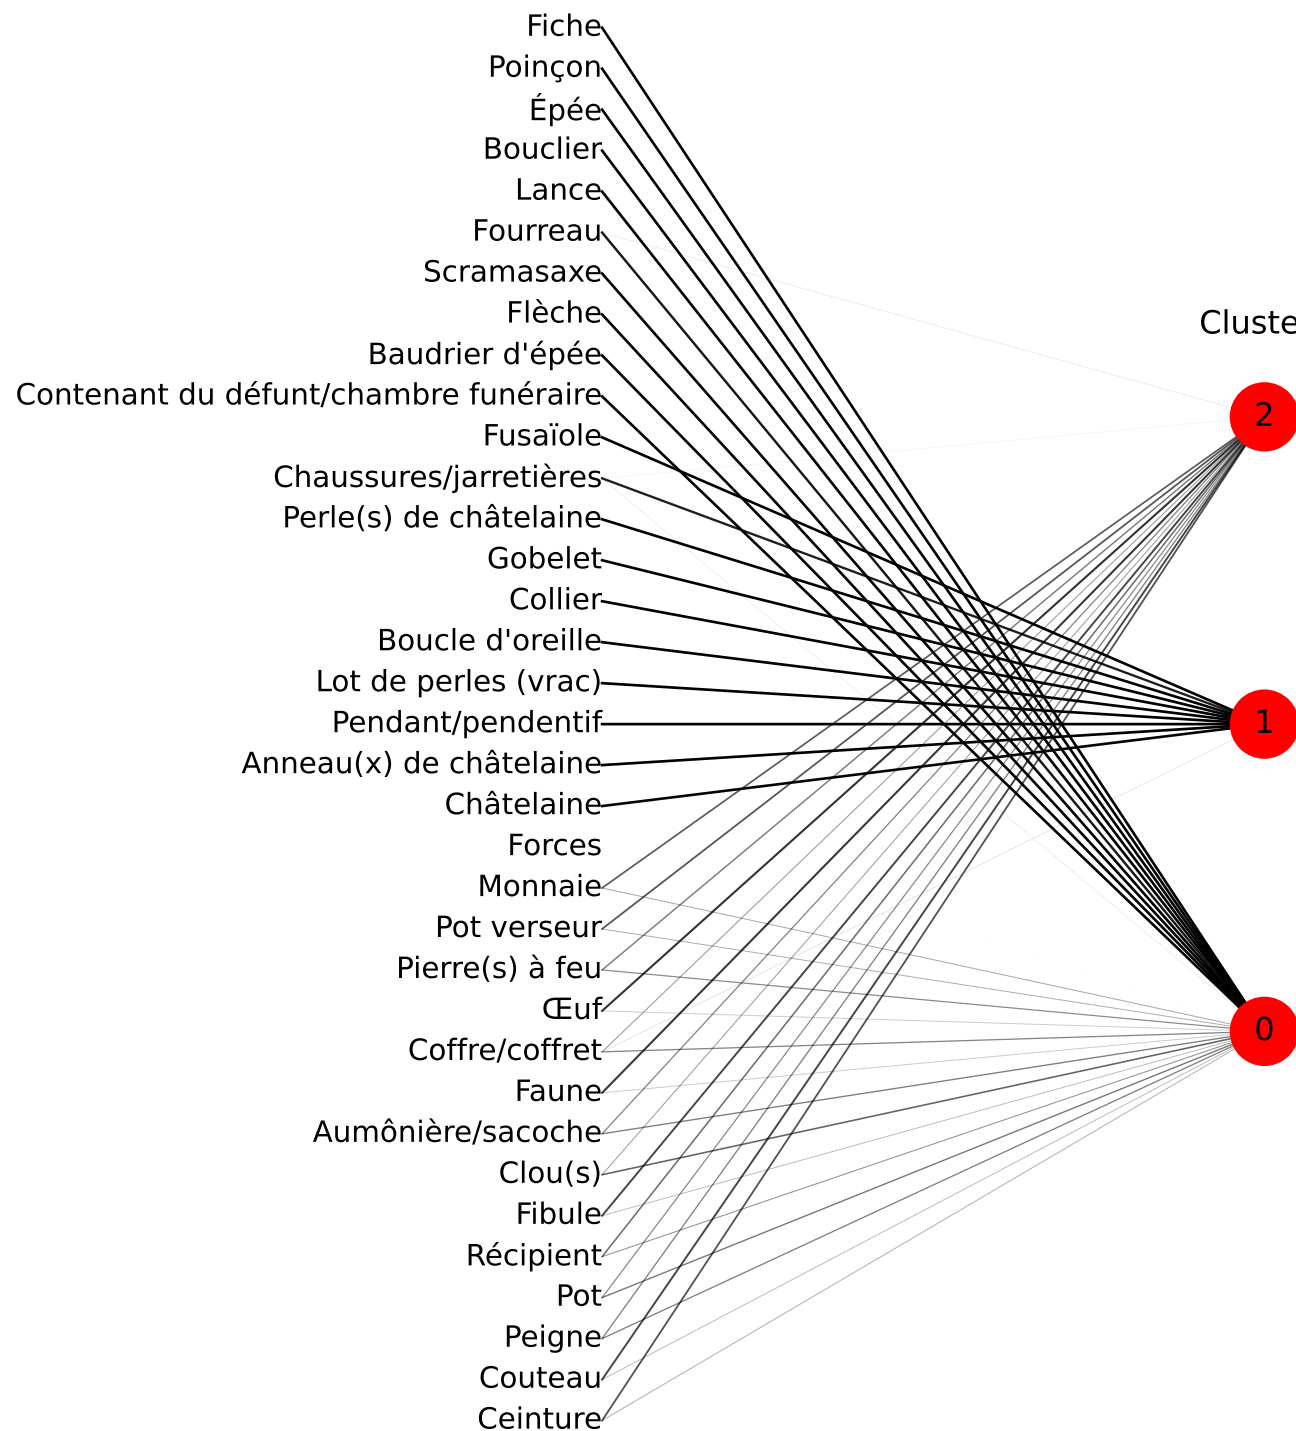 Fiche
Poinçon
Épée
Bouclier
Lance
Fourreau
Scramasaxe
Flèche
Baudrier d'épée
Contenant du défunt/chambre funéraire
Fusaïole
Chaussures/jarretières
Perle(s) de châtelaine
Gobelet
Collier
Boucle d'oreille
Lot de perles (vrac)
Pendant/pendentif
Anneau(x) de châtelaine
Châtelaine
Forces
Monnaie
Pot verseur
Pierre(s) à feu
Œuf
Coffre/coffret
Faune
Aumônière/sacoche
Clou(s)
Fibule
Récipient
Pot
Peigne
Couteau
Ceinture
Cluste
2
1
0